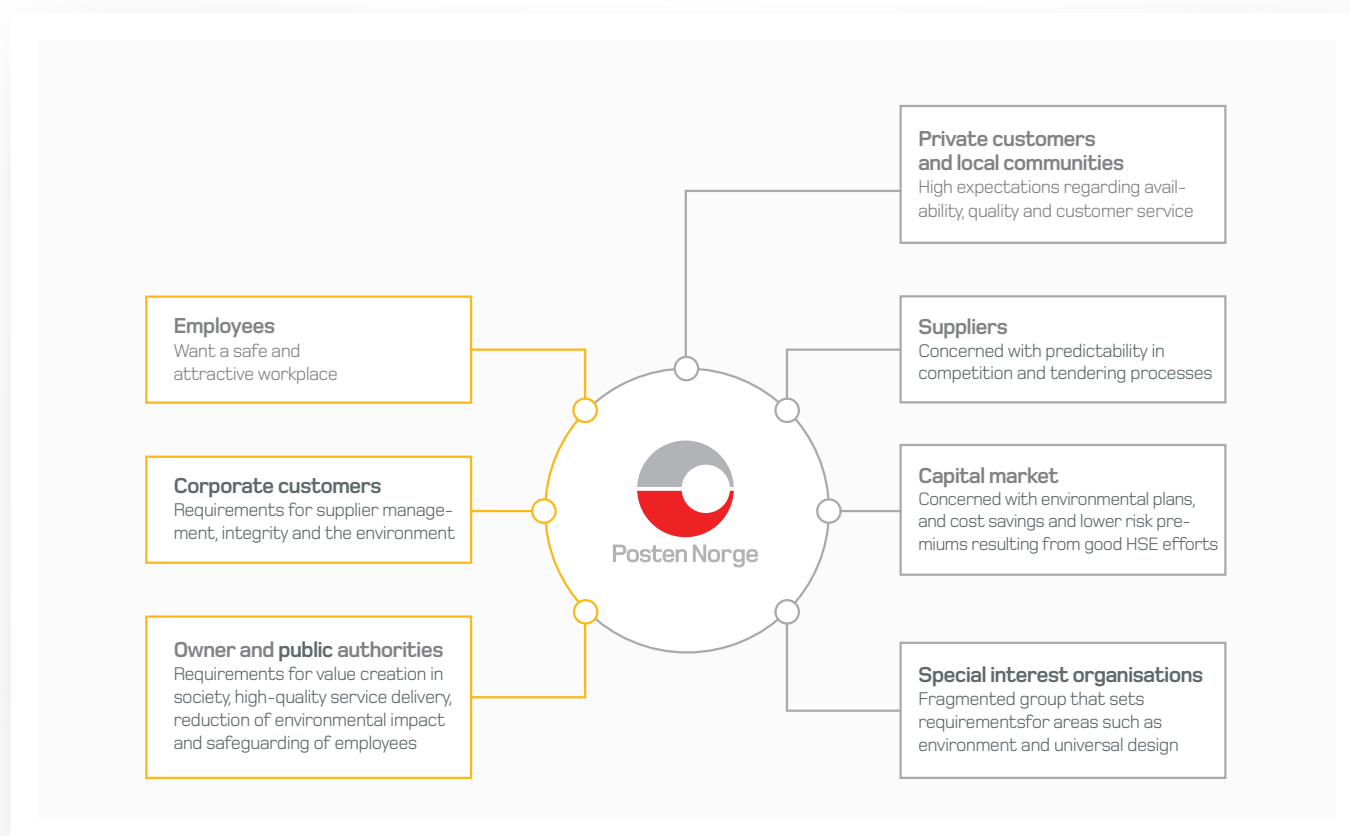 Private customers
and local communities
High expectations regarding avail-
ability, quality and customer service
Employees
Want a safe and
attractive workplace
Suppliers
Concerned with predictability in
competition and tendering processes
Corporate customers
Requirements for supplier manage-
ment, integrity and the environment
Capital market
Concerned with environmental plans,
and cost savings and lower risk pre-
miums resulting from good HSE efforts
Posten Norge
Owner and public authorities
Requirements for value creation in
society, high-quality service delivery,
reduction of environmental impact
and safeguarding of employees
Special interest organisations
Fragmented group that sets
requirementsfor areas such as
environment and universal design